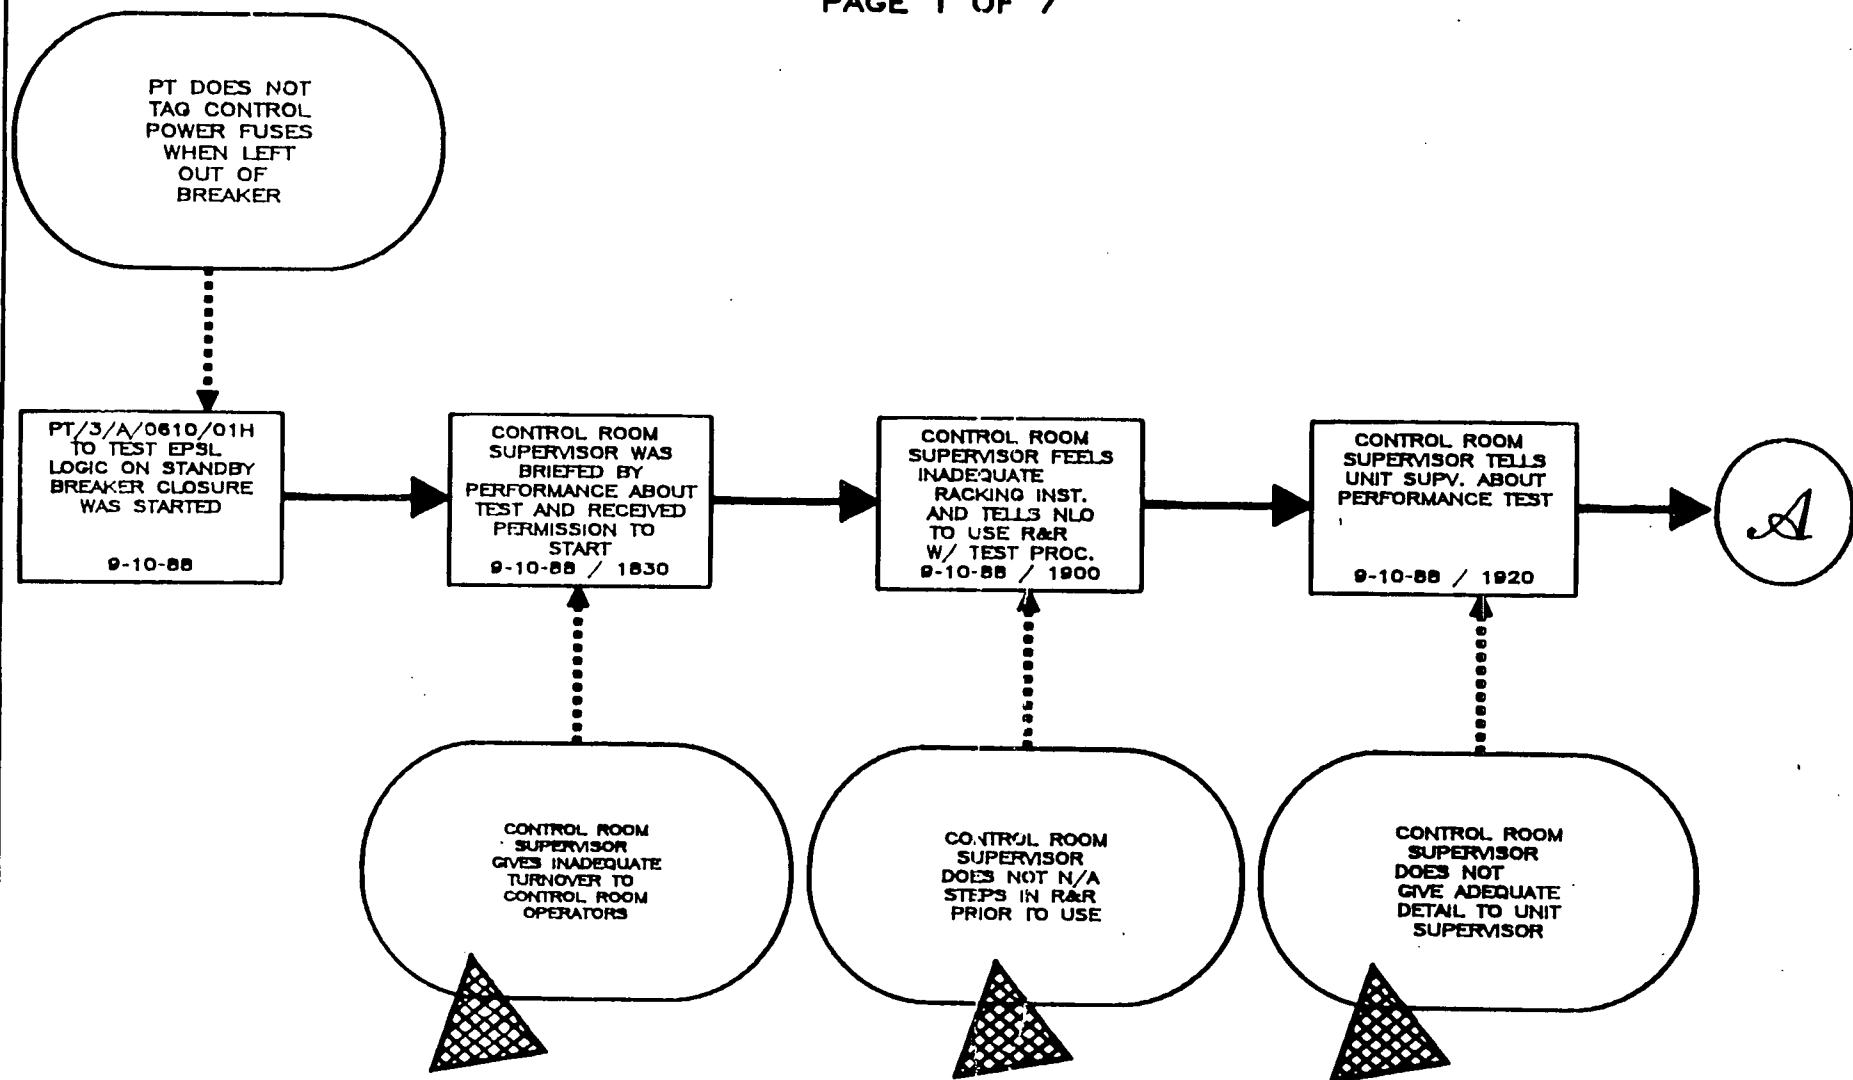 PAGE 1 OF 7
PT DOES NOT
TAG CONTROL
POWER FUSES
WHEN LEFT
OUT OF
BREAKER
PT/3/A/0610/01H
TO TEST EPSL
LOGIC ON STANDBY
BREAKER CLOSURE
WAS STARTED
9-10-88
CONTROL ROOM
SUPERVISOR WAS
BRIEFED BY
PERFORMANCE ABOUT
TEST AND RECEIVED
PERMISSION TO
START
9-10-88 / 1830
CONTROL ROOM
SUPERVISOR FEELS
INADEQUATE
RACKING INST.
AND TELLS NLO
TO USE R&R
W/ TEST PROC.
9-10-88 / 1900
CONTROL ROOM
SUPERVISOR TELLS
UNIT SUPV. ABOUT
PERFORMANCE TEST
9-10-88 / 1920
A
CONTROL ROOM
SUPERVISOR
GIVES INADEQUATE
TURNOVER TO
CONTROL ROOM
OPERATORS
CONTROL ROOM
SUPERVISOR
DOES NOT N/A
STEPS IN R&R
PRIOR TO USE
CONTROL ROOM
SUPERVISOR
DOES NOT
GIVE ADEQUATE
DETAIL TO UNIT
SUPERVISOR